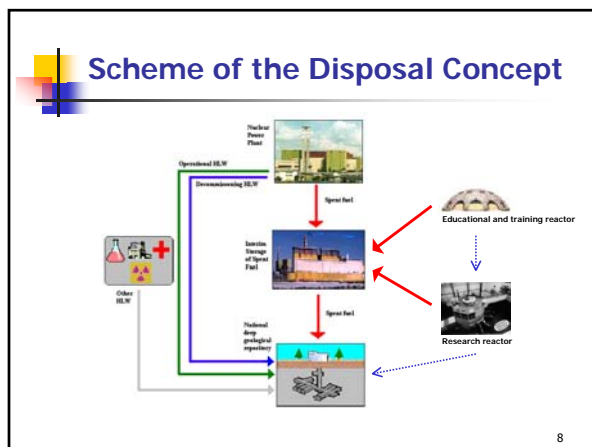 Scheme of the Disposal Concept
Nuclear
Power
Plant
Operational HLW
Decommissioning HLW
Spent fuel
Educational and training reactor
Interim
Storage of
Spent
Fuel
Other
HLW
Spent fuel
National
deep
geological
repository
Research reactor
8